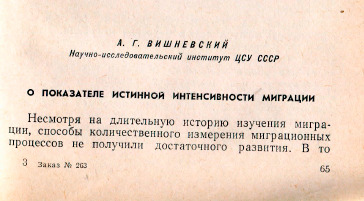 А. Г. ВИШНЕВСКИЙ
Научно-исследовательский институт ЦСУ СССР
О ПОКАЗАТЕЛЕ ИСТИННОЙ ИНТЕНСИВНОСТИ МИГРАЦИИ
Несмотря на длительную историю изучения мигра-
ции, способы количественного измерения миграционных
процессов не получили достаточного развития. В то
3 Заказ № 263 65